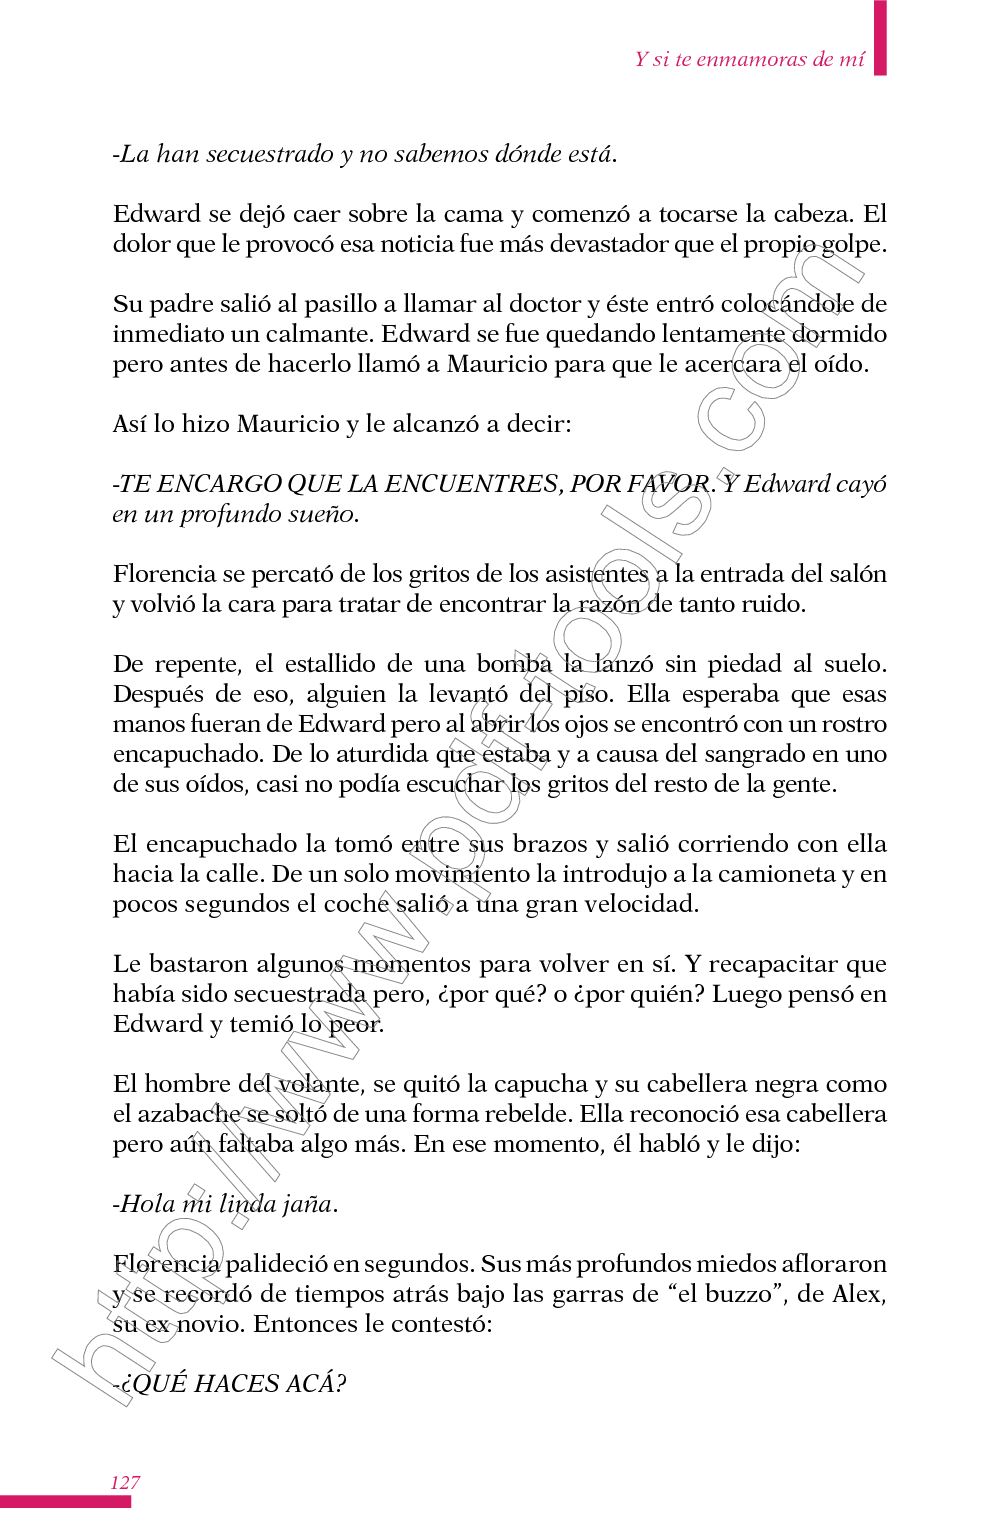 Y si te enmamoras de mí
-La han secuestrado y no sabemos dónde está.
Edward se dejó caer sobre la cama y comenzó a tocarse la cabeza. El
dolor que le provocó esa noticia fue más devastador que el propio golpe.
Su padre salió al pasillo a llamar al doctor y éste entró colocándole de
inmediato un calmante. Edward se fue quedando lentamente dormido
pero antes de hacerlo llamó a Mauricio para que le acercara el oído.
Así lo hizo Mauricio y le alcanzó a decir:
-TE ENCARGO QUE LA ENCUENTRES, POR FAVOR. Y Edward cayó
en un profundo sueño.
Florencia se percató de los gritos de los asistentes a la entrada del salón
y volvió la cara para tratar de encontrar la razón de tanto ruido.
De repente, el estallido de una bomba la lanzó sin piedad al suelo.
Después de eso, alguien la levantó del piso. Ella esperaba que esas
manos fueran de Edward pero al abrir los ojos se encontró con un rostro
encapuchado. De lo aturdida que estaba y a causa del sangrado en uno
de sus oídos, casi no podía escuchar los gritos del resto de la gente.
El encapuchado la tomó entre sus brazos y salió corriendo con ella
hacia la calle. De un solo movimiento la introdujo a la camioneta y en
pocos segundos el coche salió a una gran velocidad.
Le bastaron algunos momentos para volver en sí. Y recapacitar que
había sido secuestrada pero, ¿por qué? o ¿por quién? Luego pensó en
Edward y temió lo peor.
El hombre del volante, se quitó la capucha y su cabellera negra como
el azabache se soltó de una forma rebelde. Ella reconoció esa cabellera
pero aún faltaba algo más. En ese momento, él habló y le dijo:
-Hola mi linda jaña.
Florencia palideció en segundos. Sus más profundos miedos afloraron
y se recordó de tiempos atrás bajo las garras de “el buzzo”, de Alex,
su ex novio. Entonces le contestó:
-¿QUÉ HACES ACÁ?
127
http://www.pdf-tools.com